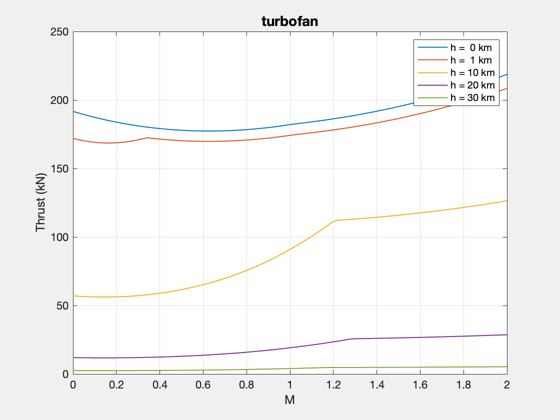 turbofan
250
200
150
100
50
0
Thrust (kN)
h =  0 km
h =  1 km
h = 10 km
h = 20 km
h = 30 km
0 0.2 0.4 0.6 0.8 1 1.2 1.4 1.6 1.8 2
M